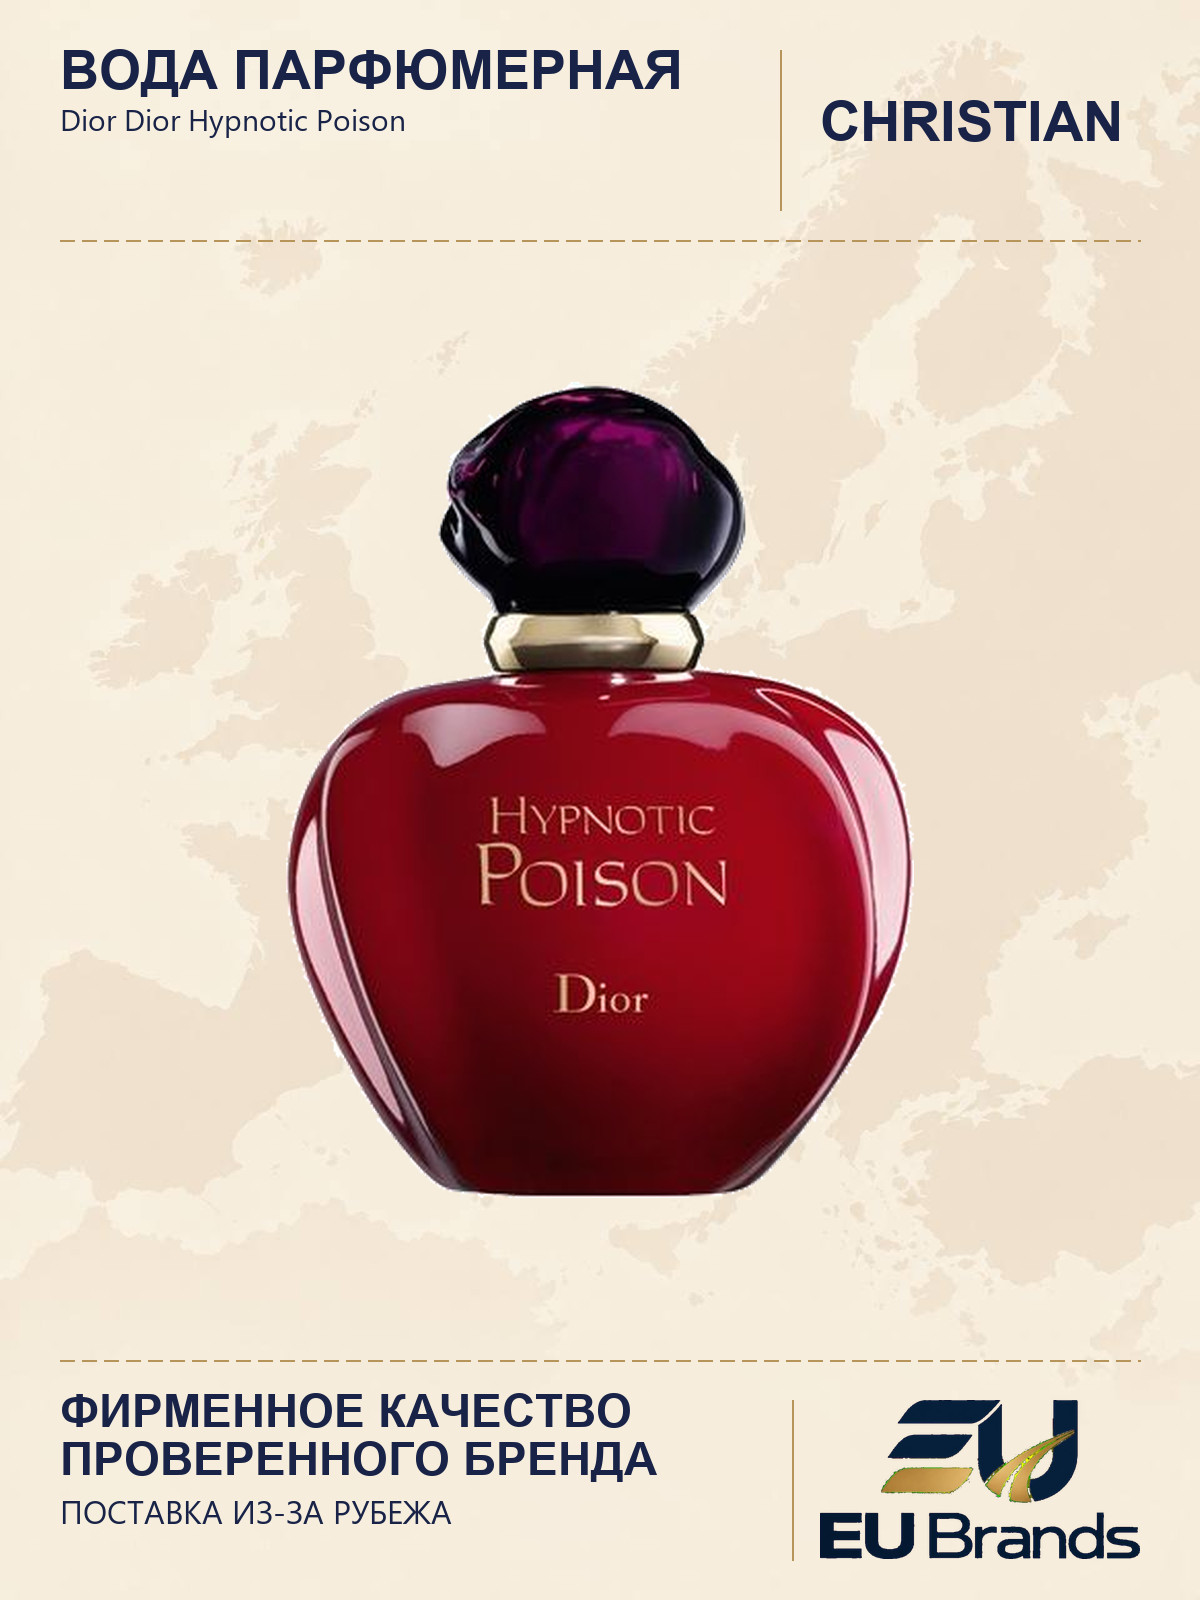 ВОДА ПАРФЮМЕРНАЯ
Dior Dior Hypnotic Poison
CHRISTIAN
HYPNOTIC
POISON
Dior
ФИРМЕННОЕ КАЧЕСТВО
ПРОВЕРЕННОГО БРЕНДА
ПОСТАВКА ИЗ-ЗА РУБЕЖА
EU
EU Brands